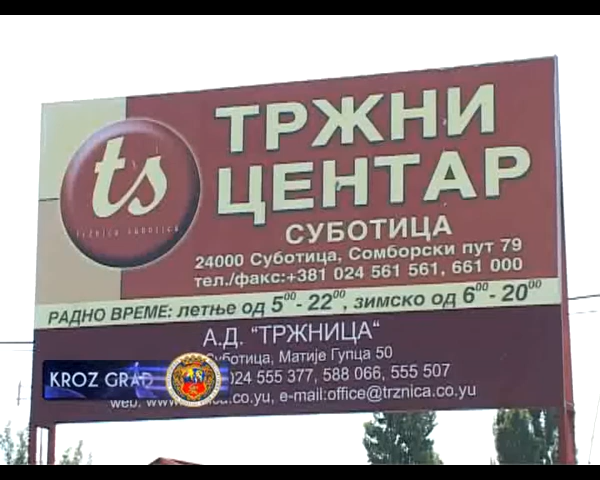 ТРЖНИ
ЦЕНТАР
СУБОТИЦА
24000 Суботица, Сомборски пут 79
тел./факс:+381 024 561 561, 661 000
ts
TRŽNICA SUBOTICA
РАДНО ВРЕМЕ: летње од 5⁰⁰ - 22⁰⁰, зимско од 6⁰⁰ - 20⁰⁰
А.Д. "ТРЖНИЦА"
Суботица, Матије Гупца 50
024 555 377, 588 066, 555 507
e-mail:office@trznica.co.yu
KROZ GRAD